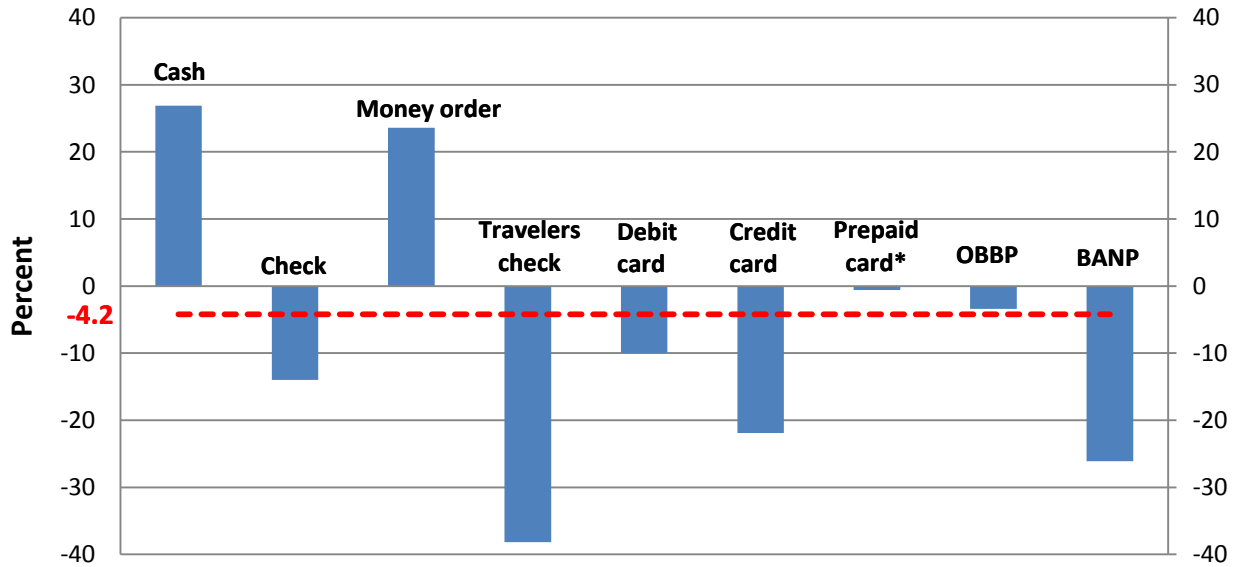 40
30
20
10
0
-4.2
-10
-20
-30
-40
Percent
Cash
Check
Money order
Travelers
check
Debit
card
Credit
card
Prepaid
card*
OBBP
BANP
40
30
20
10
0
-10
-20
-30
-40